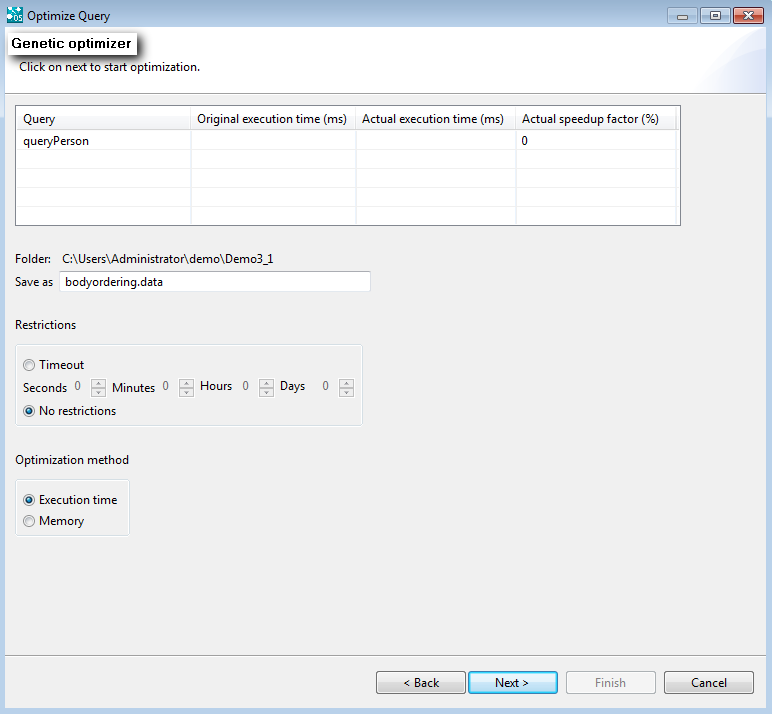 Optimize Query
Genetic optimizer
Click on next to start optimization.
Query Original execution time (ms) Actual execution time (ms) Actual speedup factor (%)
queryPerson 0
Folder: C:\Users\Administrator\demo\Demo3_1
Save as bodyordering.data
Restrictions
Timeout
Seconds 0 Minutes 0 Hours 0 Days 0
No restrictions
Optimization method
Execution time
Memory
< Back Next > Finish Cancel